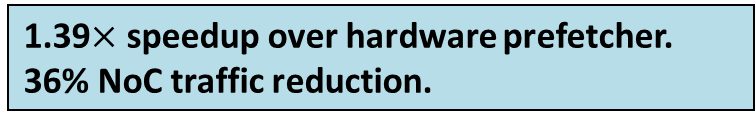 1.39× speedup over hardware prefetcher.
36% NoC traffic reduction.